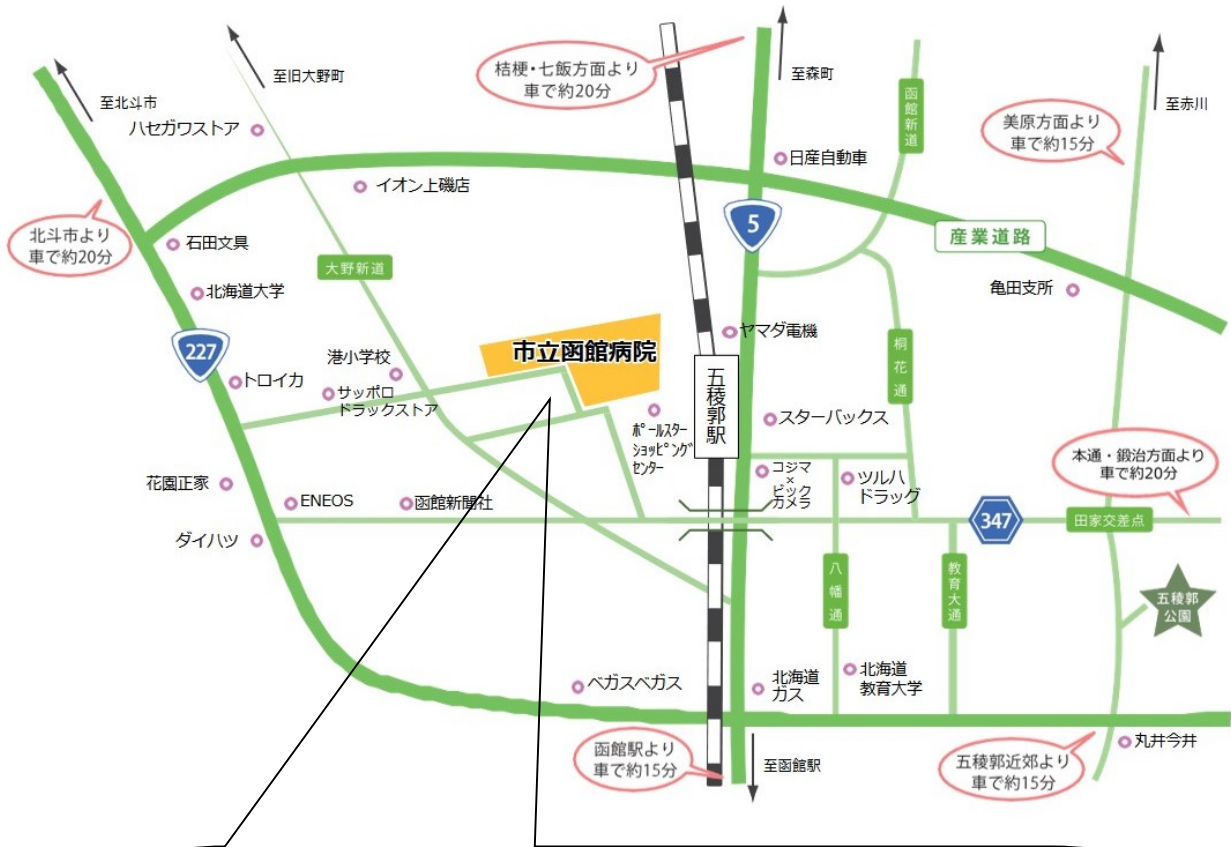 至北斗市
至旧大野町
桔梗・七飯方面より
車で約20分
至森町
函館新道
美原方面より
車で約15分
至赤川
ハセガワストア
日産自動車
イオン上磯店
5
産業道路
北斗市より
車で約20分
石田文具
大野新道
北海道大学
亀田支所
227
市立函館病院
ヤマダ電機
桐花通
港小学校
トロイカ
サッポロ
ドラックストア
五稜郭駅
ポールスター
ショッピング
センター
スターバックス
花園正家
ENEOS
函館新聞社
コジマ
×
ビック
カメラ
ツルハ
ドラッグ
本通・鍛治方面より
車で約20分
347
田家交差点
ダイハツ
八幡通
教育大通
五稜郭
公園
ベガスベガス
北海道
ガス
北海道
教育大学
函館駅より
車で約15分
至函館駅
五稜郭近郊より
車で約15分
丸井今井